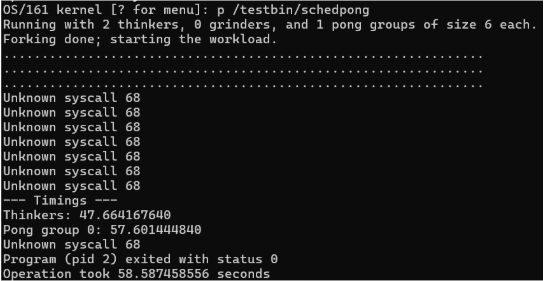 OS/161 kernel [? for menu]: p /testbin/schedpong
Running with 2 thinkers, 0 grinders, and 1 pong groups of size 6 each.
Forking done; starting the workload.
................................................................
................................................................
................................................................
Unknown syscall 68
Unknown syscall 68
Unknown syscall 68
Unknown syscall 68
Unknown syscall 68
Unknown syscall 68
Unknown syscall 68
--- Timings ---
Thinkers: 47.664167640
Pong group 0: 57.601444840
Unknown syscall 68
Program (pid 2) exited with status 0
Operation took 58.587458556 seconds